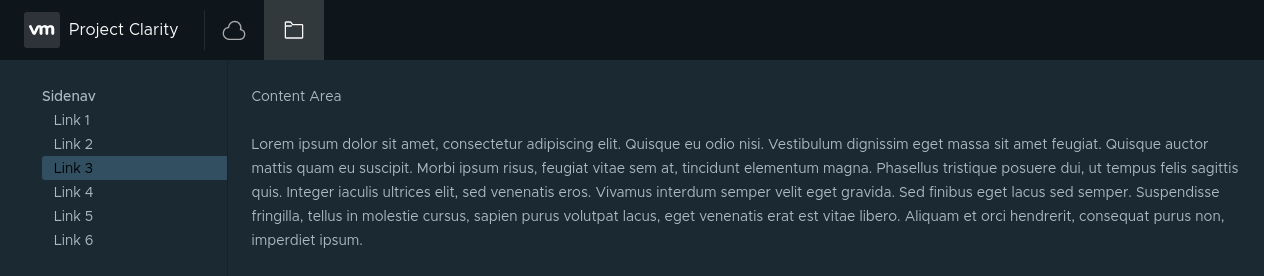 vm Project Clarity
Sidenav
Link 1
Link 2
Link 3
Link 4
Link 5
Link 6
Content Area
Lorem ipsum dolor sit amet, consectetur adipiscing elit. Quisque eu odio nisi. Vestibulum dignissim eget massa sit amet feugiat. Quisque auctor
mattis quam eu suscipit. Morbi ipsum risus, feugiat vitae sem at, tincidunt elementum magna. Phasellus tristique posuere dui, ut tempus felis sagittis
quis. Integer iaculis ultrices elit, sed venenatis eros. Vivamus interdum semper velit eget gravida. Sed finibus eget lacus sed semper. Suspendisse
fringilla, tellus in molestie cursus, sapien purus volutpat lacus, eget venenatis erat est vitae libero. Aliquam et orci hendrerit, consequat purus non,
imperdiet ipsum.